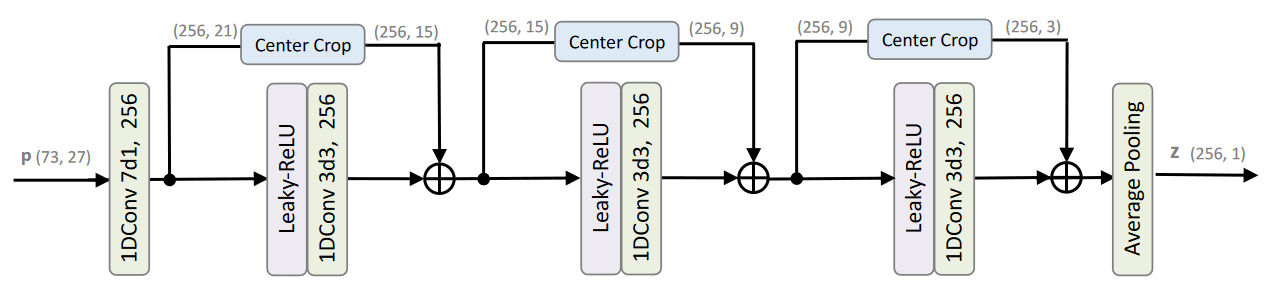 (256, 21)
Center Crop
(256, 15)
(256, 15)
Center Crop
(256, 9)
(256, 9)
Center Crop
(256, 3)
p (73, 27)
1DConv 7d1, 256
Leaky-ReLU
1DConv 3d3, 256
Leaky-ReLU
1DConv 3d3, 256
Leaky-ReLU
1DConv 3d3, 256
Average Pooling
z (256, 1)